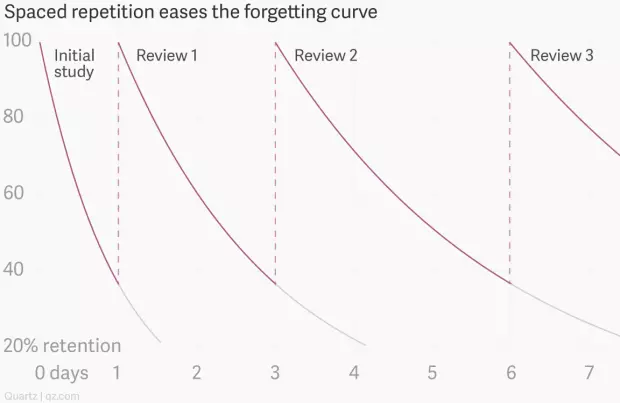 Spaced repetition eases the forgetting curve
100
Initial
study
Review 1
Review 2
Review 3
80
60
40
20% retention
0 days 1 2 3 4 5 6 7
Quartz | qz.com